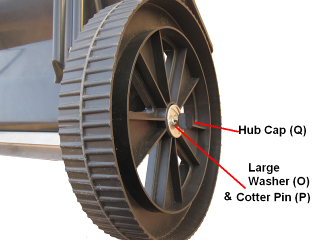 Hub Cap (Q)
Large
Washer (O)
& Cotter Pin (P)